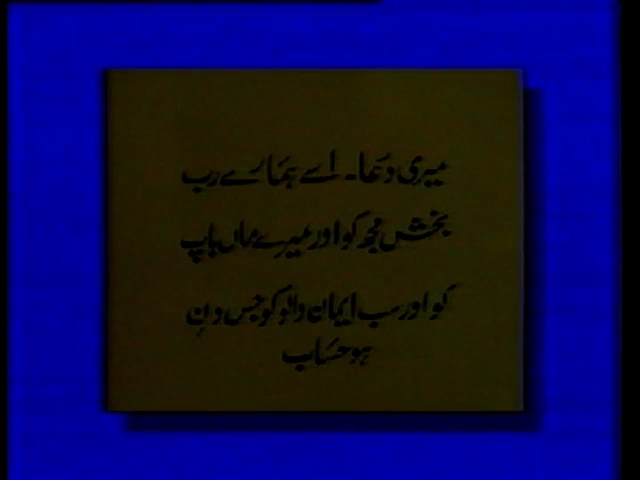 میری دعا۔ اے ہمارے رب
بخش مجھ کو اور میرے ماں باپ
کو اور سب ایمان والو کو جس دن
ہو حساب